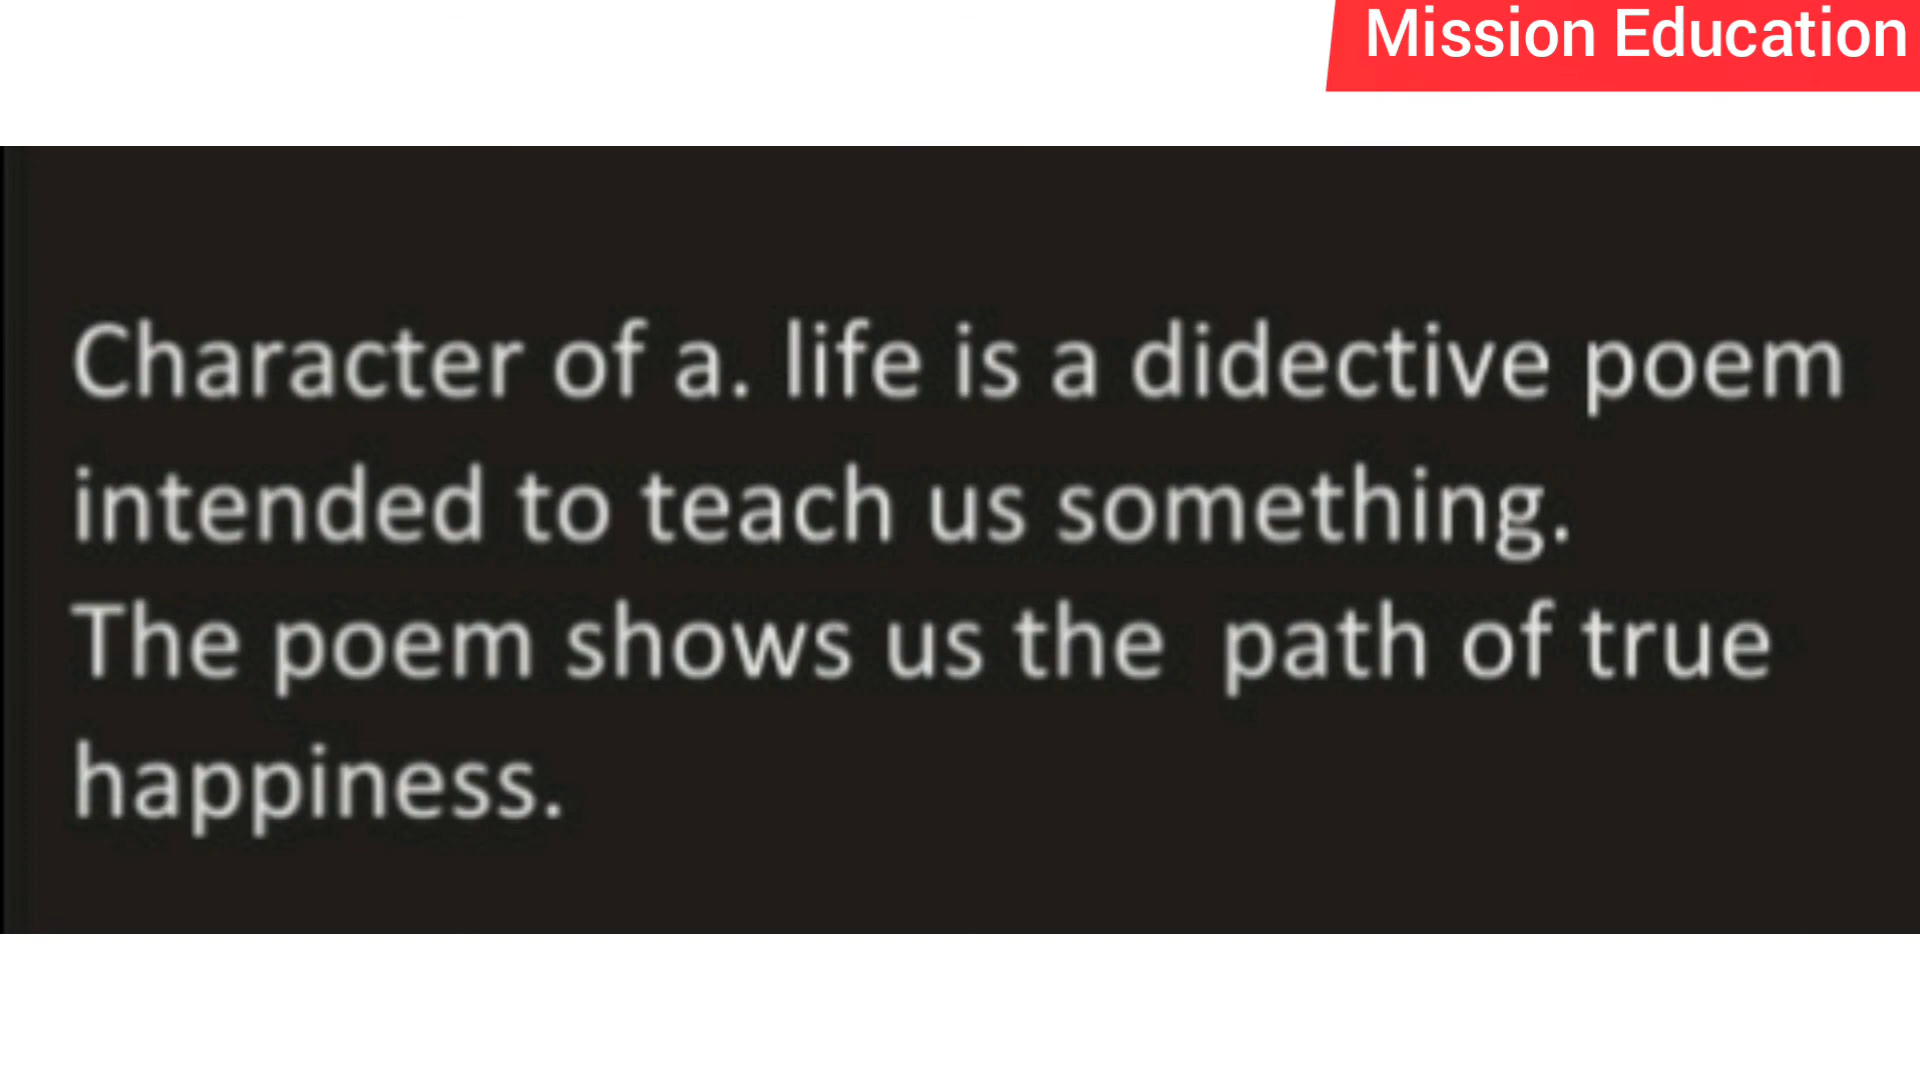 Mission Education
Character of a. life is a didective poem
intended to teach us something.
The poem shows us the path of true
happiness.